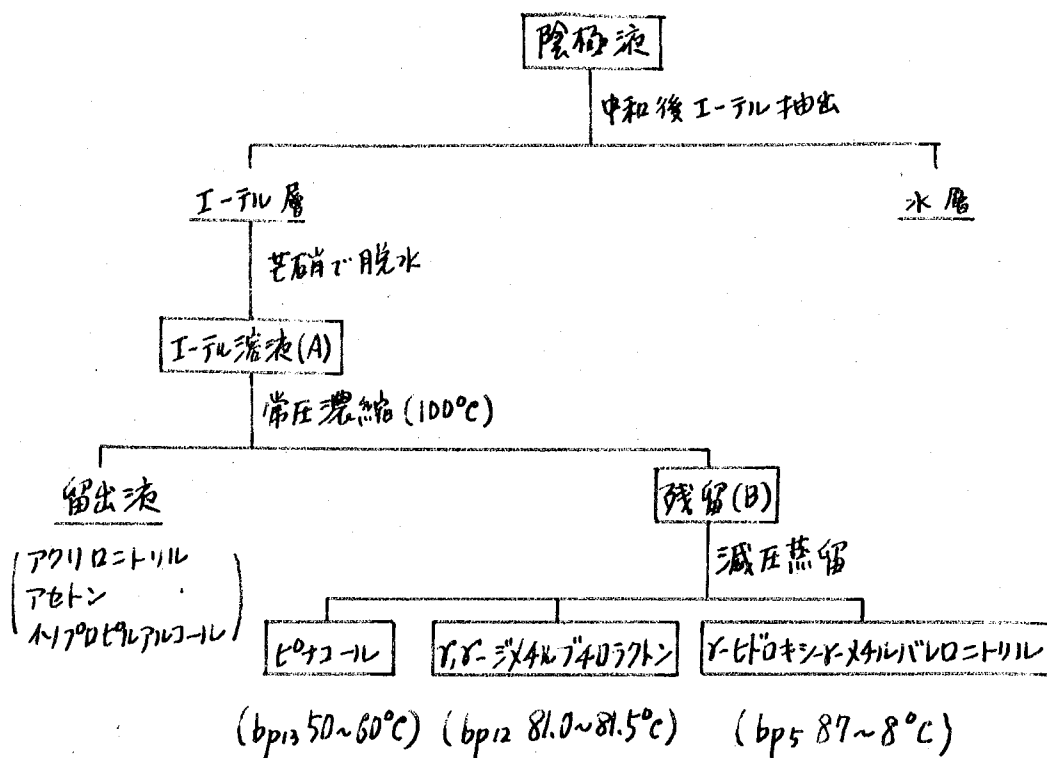 陰極液
中和後エーテル抽出
エーテル層
水層
芒硝で脱水
エーテル溶液(A)
常圧濃縮(100°C)
留出液
残留(B)
アクリロニトリル
アセトン
イソプロピルアルコール
減圧蒸留
ピナコール
γ,γ-ジメチルブチロラクトン
γ-ヒドロキシ-γ-メチルバレロニトリル
(bp13 50~60°C)
(bp12 81.0~81.5°C)
(bp5 87~8°C)